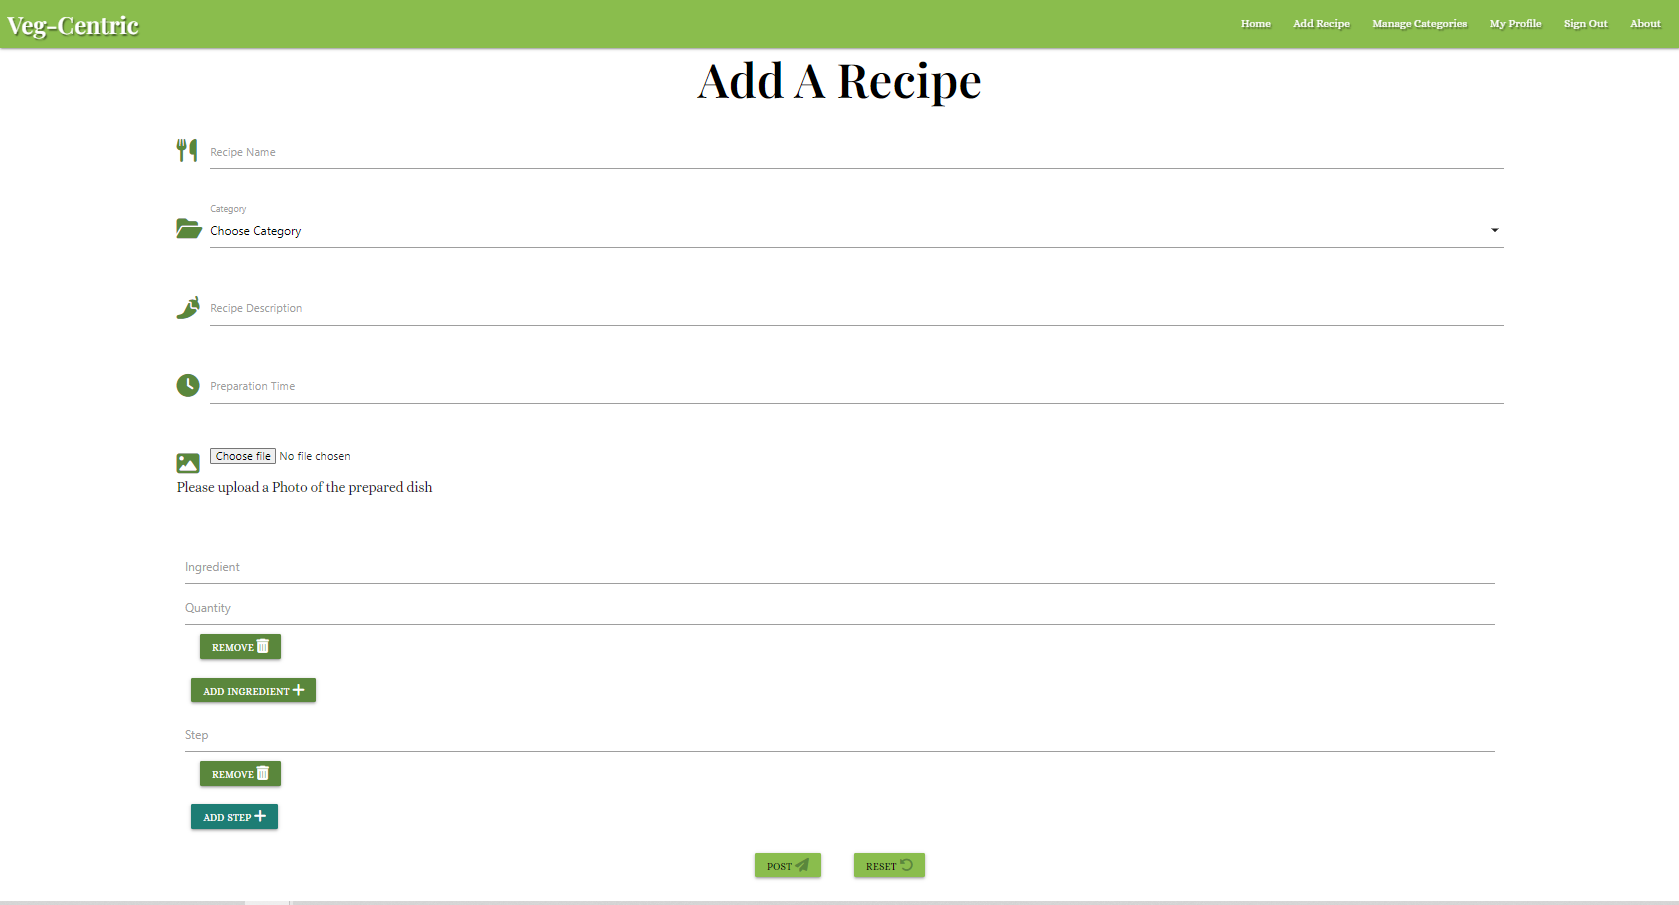 Veg-Centric
Home Add Recipe Manage Categories My Profile Sign Out About
Add A Recipe
Recipe Name
Category
Choose Category
Recipe Description
Preparation Time
Choose file No file chosen
Please upload a Photo of the prepared dish
Ingredient
Quantity
REMOVE
ADD INGREDIENT
Step
REMOVE
ADD STEP
POST RESET